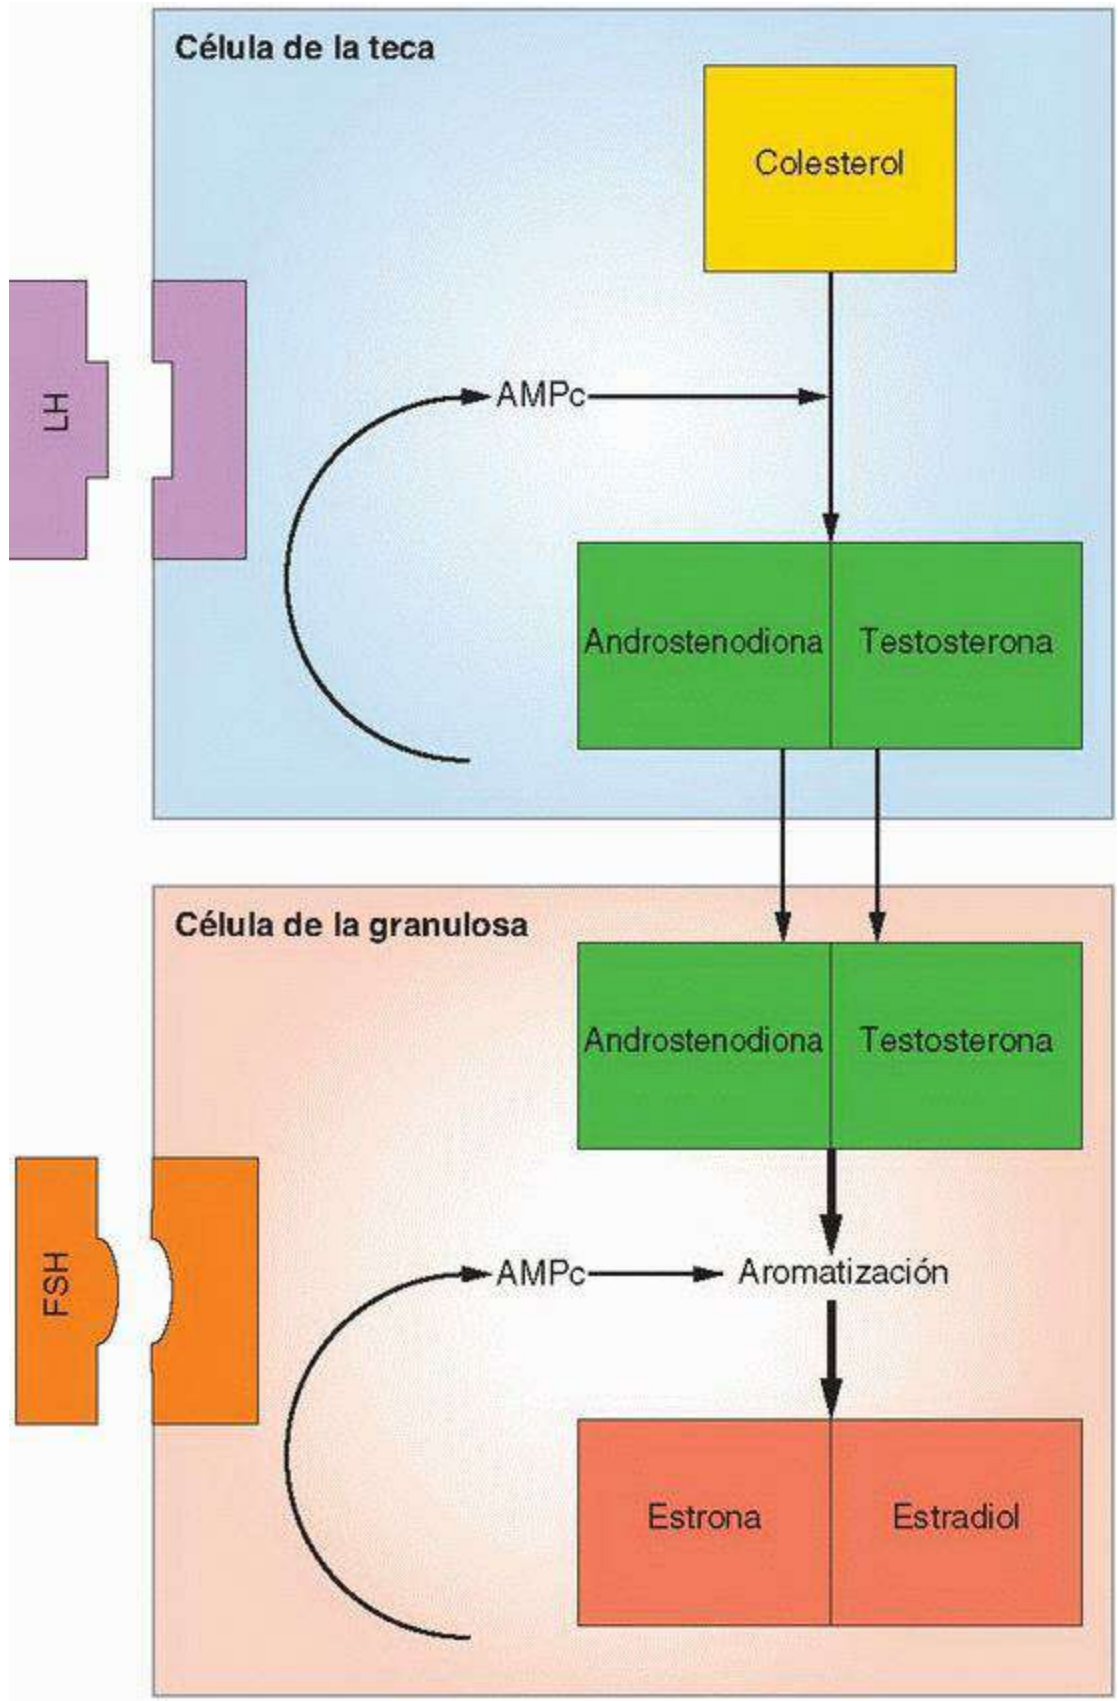 Célula de la teca
Colesterol
LH
AMPc
Androstenodiona
Testosterona
Célula de la granulosa
Androstenodiona
Testosterona
FSH
AMPc
Aromatización
Estrona
Estradiol